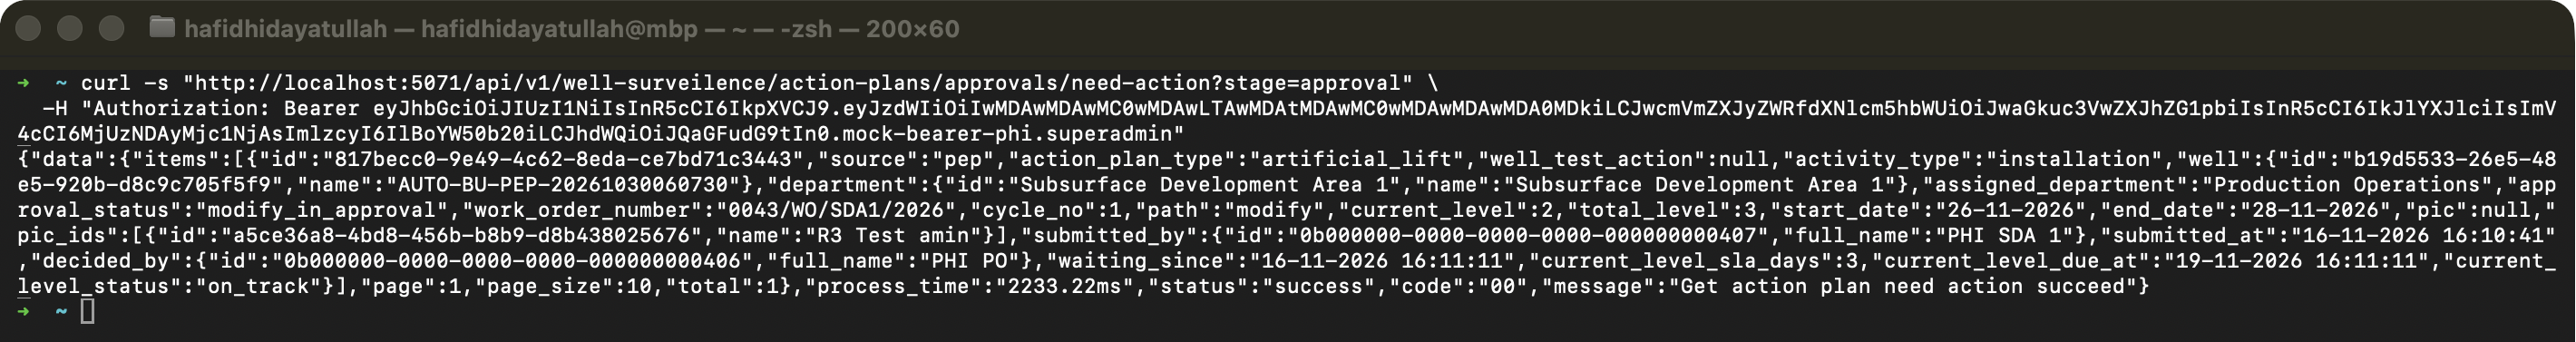 hafidhidayatullah — hafidhidayatullah@mbp — ~ — -zsh — 200×60
➜  ~ curl -s "http://localhost:5071/api/v1/well-surveilence/action-plans/approvals/need-action?stage=approval" \
  -H "Authorization: Bearer eyJhbGciOiJIUzI1NiIsInR5cCI6IkpXVCJ9.eyJzdWIiOiIwMDAwMDAwMC0wMDAwLTAwMDAtMDAwMC0wMDAwMDAwMDA0MDkiLCJwcmVmZXJyZWRfdXNlcm5hbWUiOiJwaGkuc3VwZXJhZG1pbiIsInR5cCI6IkJlYXJlciIsImV
4cCI6MjUzNDAyMjc1NjAsImlzcyI6IlBoYW50b20iLCJhdWQiOiJQaGFudG9tIn0.mock-bearer-phi.superadmin"
{"data":{"items":[{"id":"817becc0-9e49-4c62-8eda-ce7bd71c3443","source":"pep","action_plan_type":"artificial_lift","well_test_action":null,"activity_type":"installation","well":{"id":"b19d5533-26e5-48
e5-920b-d8c9c705f5f9","name":"AUTO-BU-PEP-20261030060730"},"department":{"id":"Subsurface Development Area 1","name":"Subsurface Development Area 1"},"assigned_department":"Production Operations","app
roval_status":"modify_in_approval","work_order_number":"0043/WO/SDA1/2026","cycle_no":1,"path":"modify","current_level":2,"total_level":3,"start_date":"26-11-2026","end_date":"28-11-2026","pic":null,"
pic_ids":[{"id":"a5ce36a8-4bd8-456b-b8b9-d8b438025676","name":"R3 Test amin"}],"submitted_by":{"id":"0b000000-0000-0000-0000-000000000407","full_name":"PHI SDA 1"},"submitted_at":"16-11-2026 16:10:41"
,"decided_by":{"id":"0b000000-0000-0000-0000-000000000406","full_name":"PHI PO"},"waiting_since":"16-11-2026 16:11:11","current_level_sla_days":3,"current_level_due_at":"19-11-2026 16:11:11","current_
level_status":"on_track"}],"page":1,"page_size":10,"total":1},"process_time":"2233.22ms","status":"success","code":"00","message":"Get action plan need action succeed"}
➜  ~